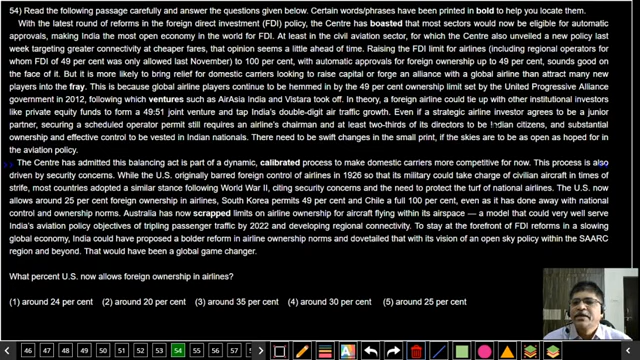 54) Read the following passage carefully and answer the questions given below. Certain words/phrases have been printed in bold to help you locate them.
With the latest round of reforms in the foreign direct investment (FDI) policy, the Centre has boasted that most sectors would now be eligible for automatic
approvals, making India the most open economy in the world for FDI. At least in the civil aviation sector, for which the Centre also unveiled a new policy last
week targeting greater connectivity at cheaper fares, that opinion seems a little ahead of time. Raising the FDI limit for airlines (including regional operators for
whom FDI of 49 per cent was only allowed last November) to 100 per cent, with automatic approvals for foreign ownership up to 49 per cent, sounds good on
the face of it. But it is more likely to bring relief for domestic carriers looking to raise capital or forge an alliance with a global airline than attract many new
players into the fray. This is because global airline players continue to be hemmed in by the 49 per cent ownership limit set by the United Progressive Alliance
government in 2012, following which ventures such as AirAsia India and Vistara took off. In theory, a foreign airline could tie up with other institutional investors
like private equity funds to form a 49:51 joint venture and tap India's double-digit air traffic growth. Even if a strategic airline investor agrees to be a junior
partner, securing a scheduled operator permit still requires an airline's chairman and at least two-thirds of its directors to be Indian citizens, and substantial
ownership and effective control to be vested in Indian nationals. There need to be swift changes in the small print, if the skies are to be as open as hoped for in
the aviation policy.
The Centre has admitted this balancing act is part of a dynamic, calibrated process to make domestic carriers more competitive for now. This process is also
driven by security concerns. While the U.S. originally barred foreign control of airlines in 1926 so that its military could take charge of civilian aircraft in times of
strife, most countries adopted a similar stance following World War II, citing security concerns and the need to protect the turf of national airlines. The U.S. now
allows around 25 per cent foreign ownership in airlines, South Korea permits 49 per cent and Chile a full 100 per cent, even as it has done away with national
control and ownership norms. Australia has now scrapped limits on airline ownership for aircraft flying within its airspace — a model that could very well serve
India's aviation policy objectives of tripling passenger traffic by 2022 and developing regional connectivity. To stay at the forefront of FDI reforms in a slowing
global economy, India could have proposed a bolder reform in airline ownership norms and dovetailed that with its vision of an open sky policy within the SAARC
region and beyond. That would have been a global game changer.
What percent U.S. now allows foreign ownership in airlines?
(1) around 24 per cent (2) around 20 per cent (3) around 35 per cent (4) around 30 per cent (5) around 25 per cent
46 47 48 49 50 51 52 53 54 55 56 57 58